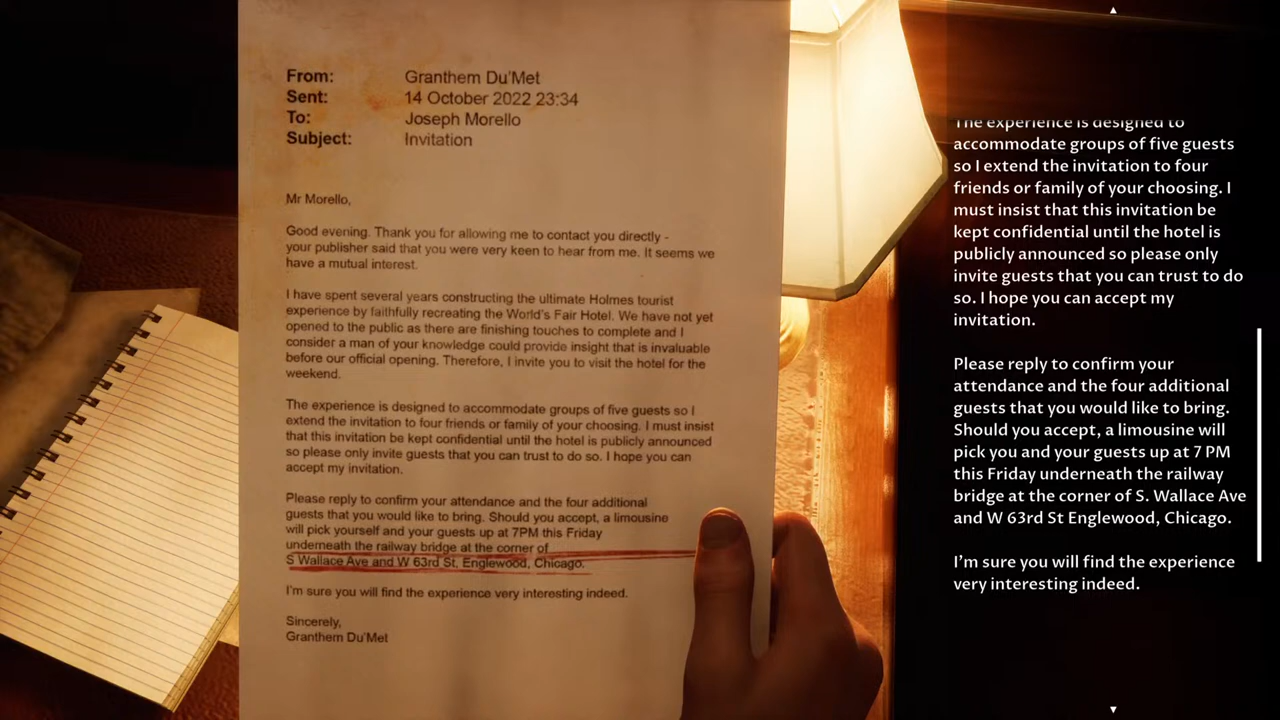 From: Granthem Du'Met
Sent: 14 October 2022 23:34
To: Joseph Morello
Subject: Invitation
Mr Morello,
Good evening. Thank you for allowing me to contact you directly -
your publisher said that you were very keen to hear from me. It seems we
have a mutual interest.
I have spent several years constructing the ultimate Holmes tourist
experience by faithfully recreating the World's Fair Hotel. We have not yet
opened to the public as there are finishing touches to complete and I
consider a man of your knowledge could provide insight that is invaluable
before our official opening. Therefore, I invite you to visit the hotel for the
weekend.
The experience is designed to accommodate groups of five guests so I
extend the invitation to four friends or family of your choosing. I must insist
that this invitation be kept confidential until the hotel is publicly announced
so please only invite guests that you can trust to do so. I hope you can
accept my invitation.
Please reply to confirm your attendance and the four additional
guests that you would like to bring. Should you accept, a limousine
will pick yourself and your guests up at 7PM this Friday
underneath the railway bridge at the corner of
S Wallace Ave and W 63rd St, Englewood, Chicago.
I'm sure you will find the experience very interesting indeed.
Sincerely,
Granthem Du'Met
The experience is designed to
accommodate groups of five guests
so I extend the invitation to four
friends or family of your choosing. I
must insist that this invitation be
kept confidential until the hotel is
publicly announced so please only
invite guests that you can trust to do
so. I hope you can accept my
invitation.
Please reply to confirm your
attendance and the four additional
guests that you would like to bring.
Should you accept, a limousine will
pick you and your guests up at 7 PM
this Friday underneath the railway
bridge at the corner of S. Wallace Ave
and W 63rd St Englewood, Chicago.
I'm sure you will find the experience
very interesting indeed.